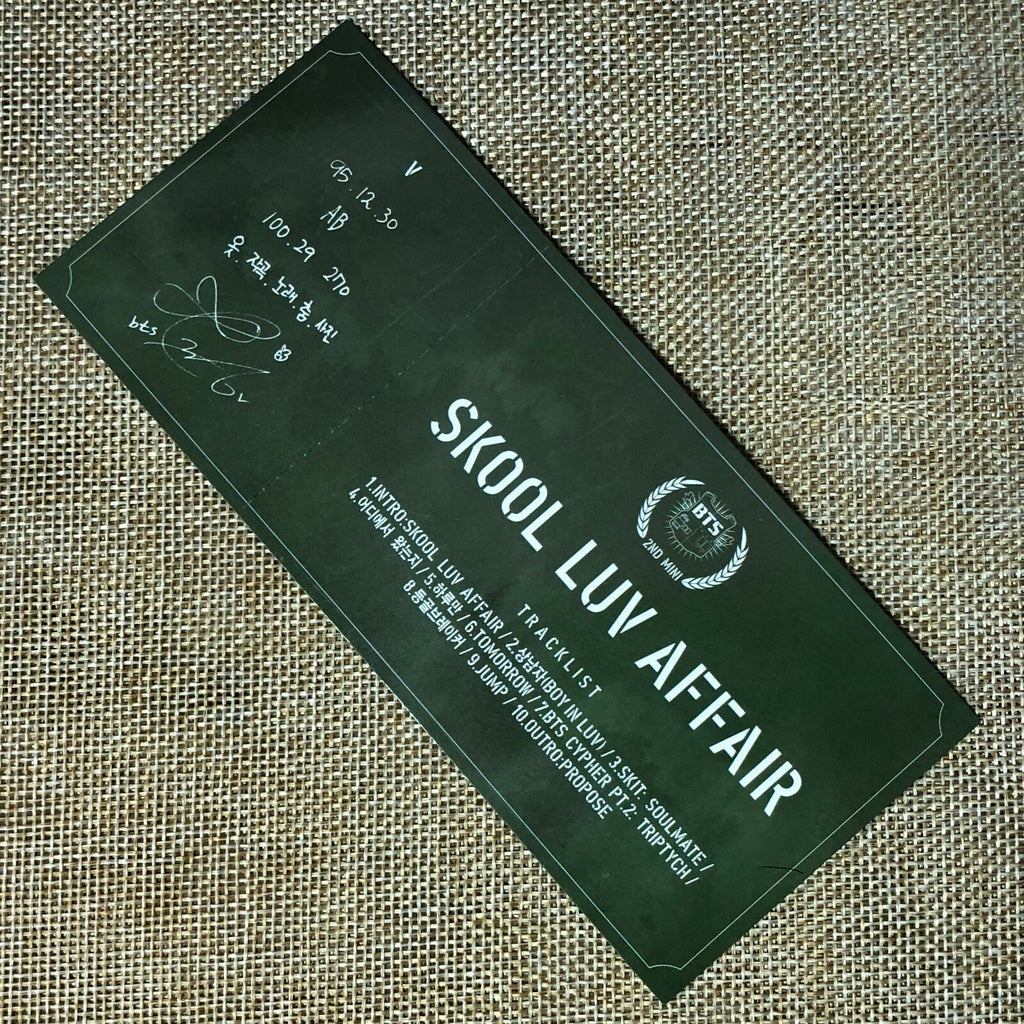 V
95.12.30
AB
100.29 270
옷. 작곡. 노래. 춤. 사진
bts
BTS
2ND MINI
SKOOL LUV AFFAIR
TRACKLIST
1.INTRO:SKOOL LUV AFFAIR / 2.상남자(BOY IN LUV) / 3.SKIT: SOULMATE /
4.어디에서 왔는지 / 5.하루만 / 6.TOMORROW / 7.BTS CYPHER PT.2: TRIPTYCH /
8.등골브레이커 / 9.JUMP / 10.OUTRO:PROPOSE